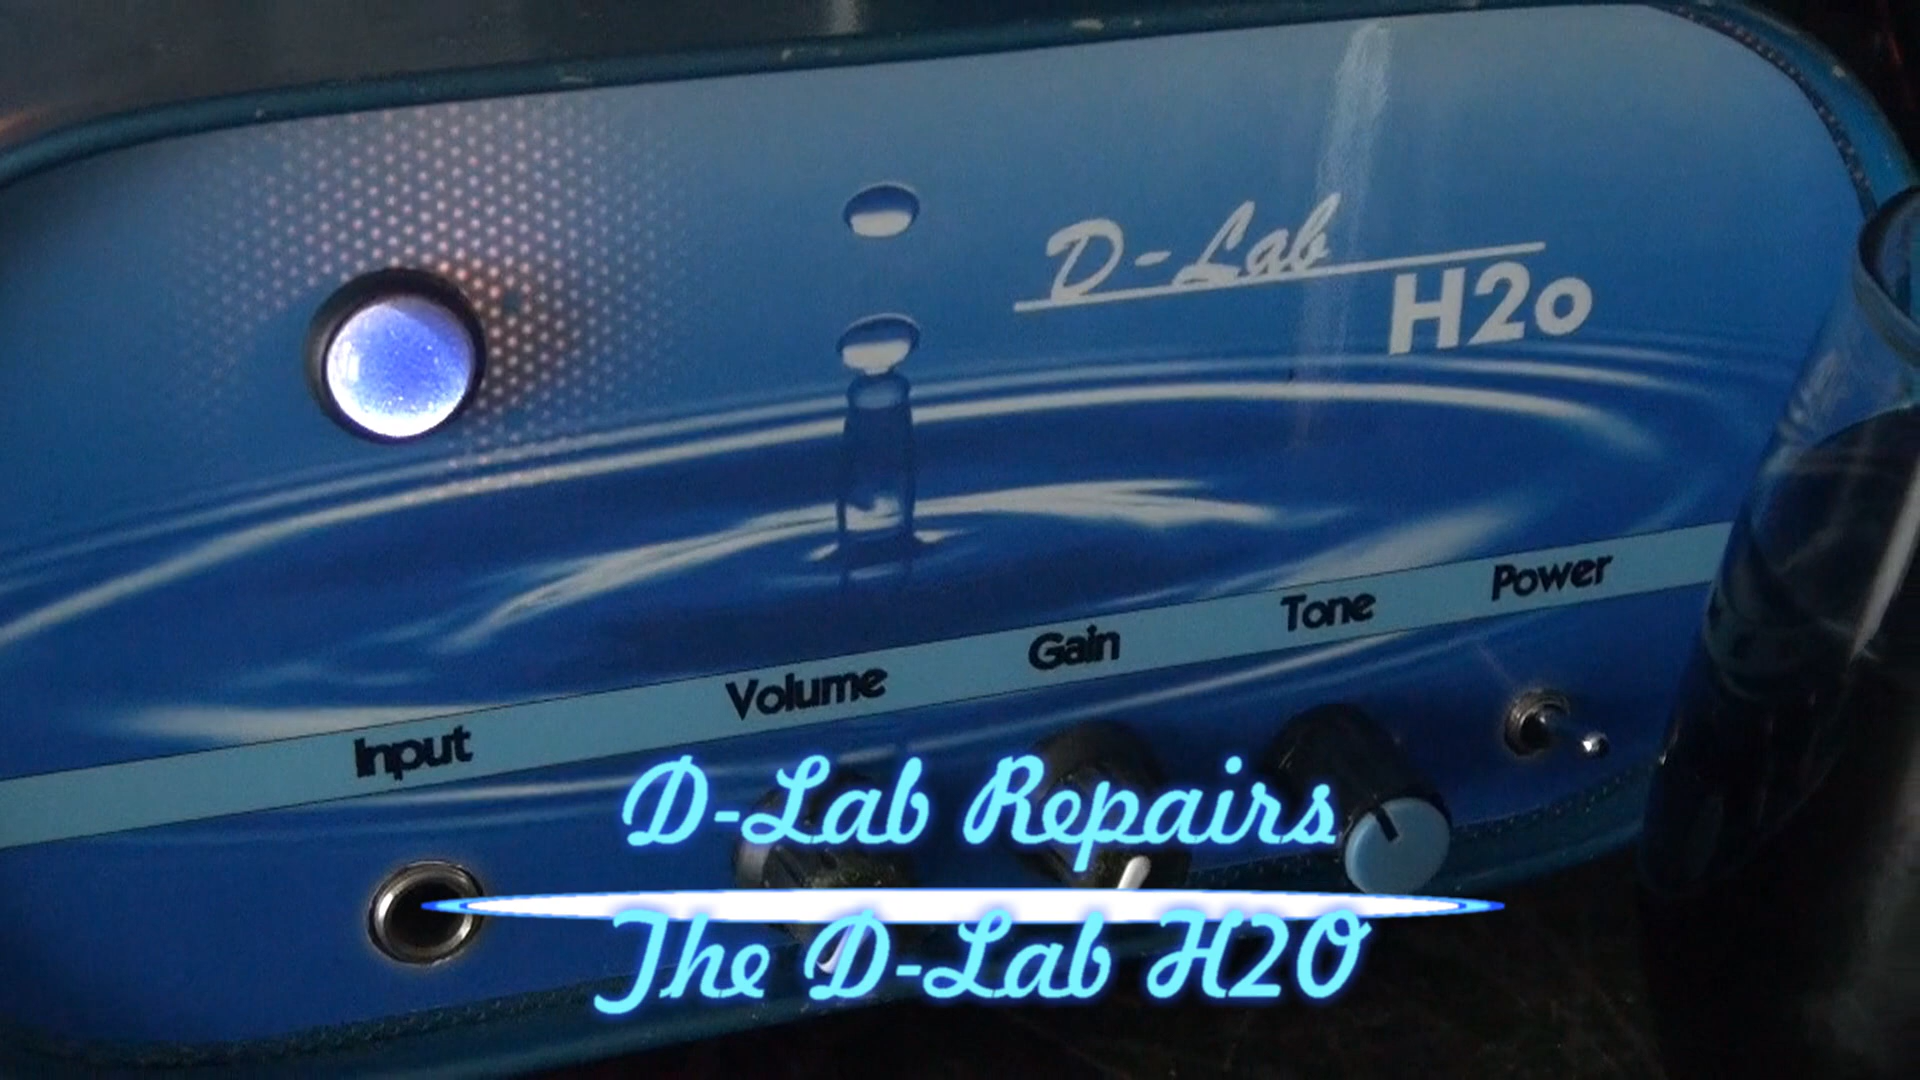 D-Lab
H2o
Power
Tone
Gain
Volume
Input
D-Lab Repairs
The D-Lab H2O